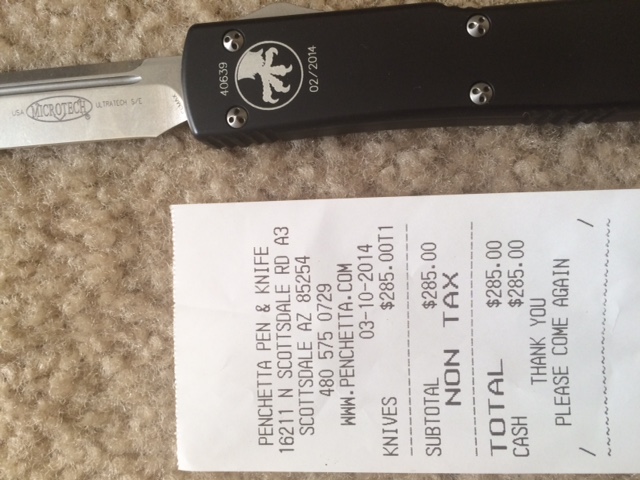 USA MICROTECH® ULTRATECH S/E
40639
02/2014
PENCHETTA PEN & KNIFE
16211 N SCOTTSDALE RD A3
SCOTTSDALE AZ 85254
480 575 0729
WWW.PENCHETTA.COM
03-10-2014
KNIVES $285.00T1
SUBTOTAL $285.00
NON TAX
TOTAL $285.00
CASH $285.00
THANK YOU
PLEASE COME AGAIN
/ /